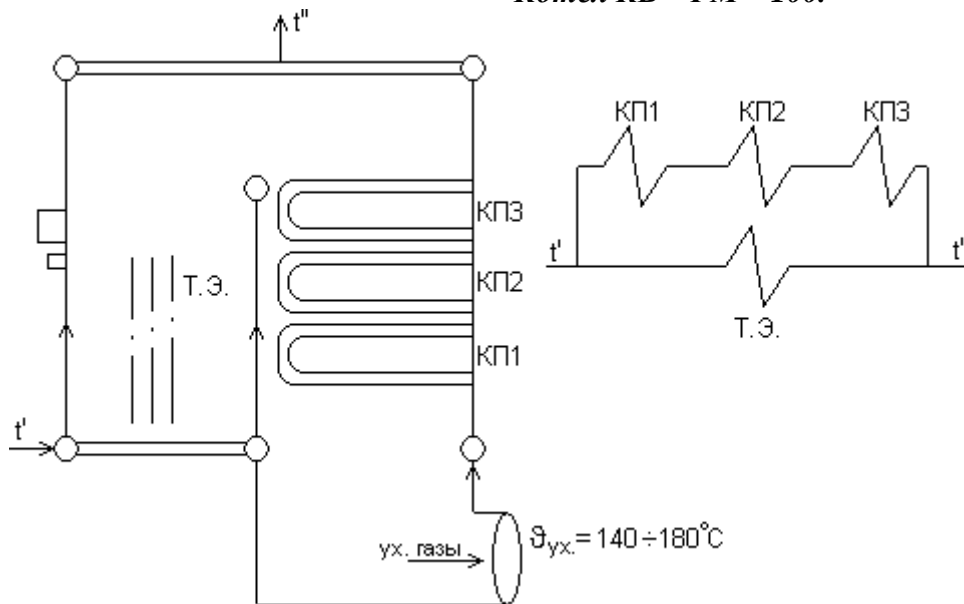 Котел КВ – ГМ – 100.
t"
КП1 КП2 КП3
КП3
t' t"
Т.Э.
КП2
Т.Э.
КП1
t'
ух. газы
ϑух.= 140÷180°С